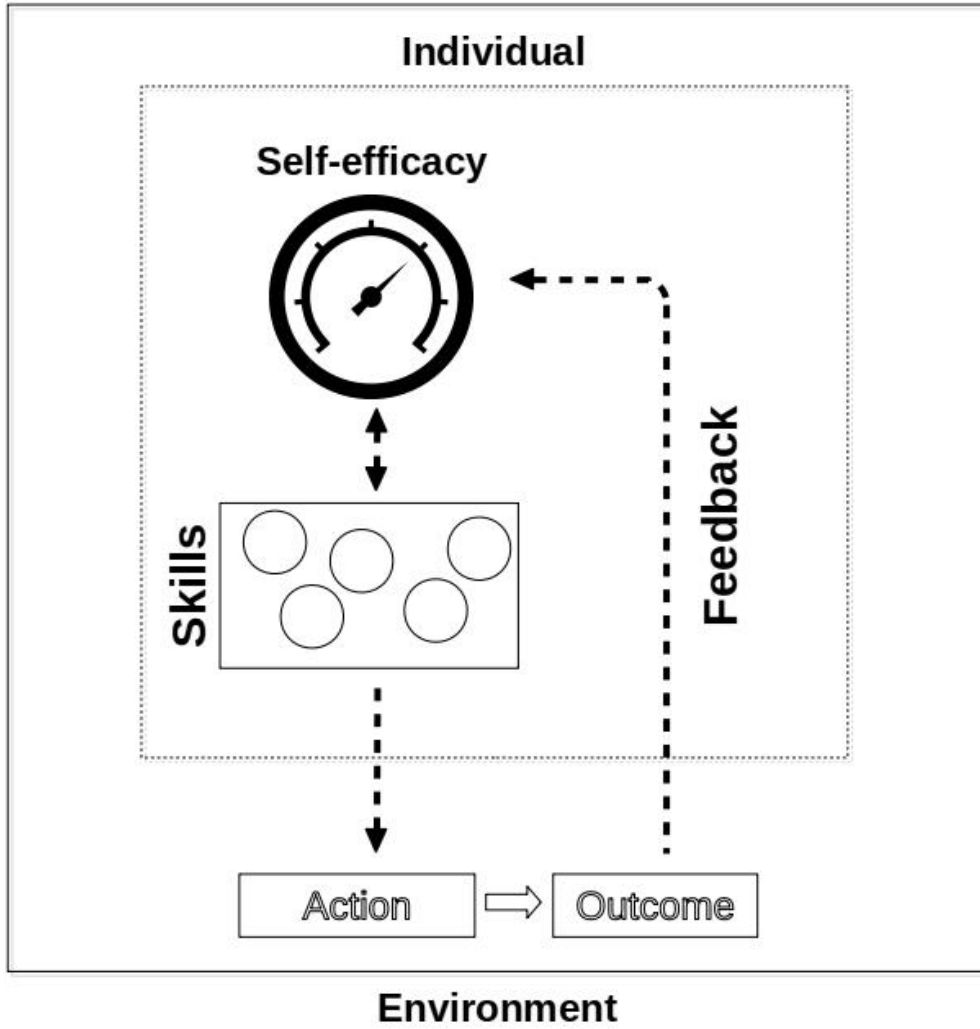 Individual
Self-efficacy
Skills
Feedback
Action
Outcome
Environment